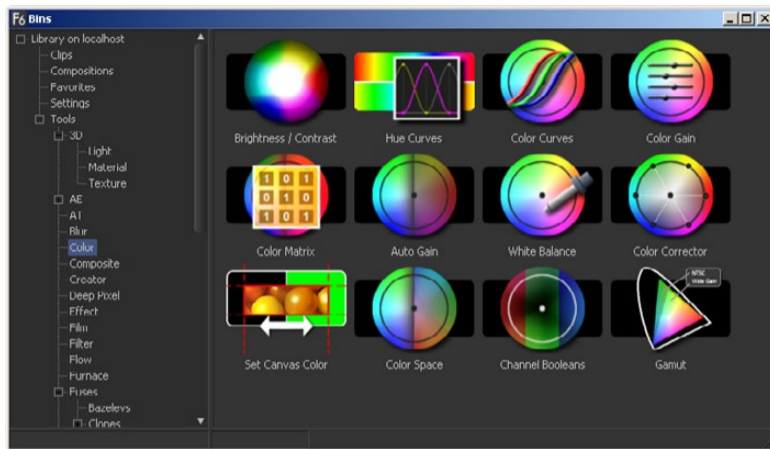 F6 Bins
Library on localhost
Clips
Compositions
Favorites
Settings
Tools
3D
Light
Material
Texture
AE
AT
Blur
Color
Composite
Creator
Deep Pixel
Effect
Film
Filter
Flow
Furnace
Fuses
Bazelevs
Clones
Brightness / Contrast
Hue Curves
Color Curves
Color Gain
1 0 1
0 1 0
1 0 1
Color Matrix
Auto Gain
White Balance
Color Corrector
Set Canvas Color
Color Space
Channel Booleans
NTSC
Gamut